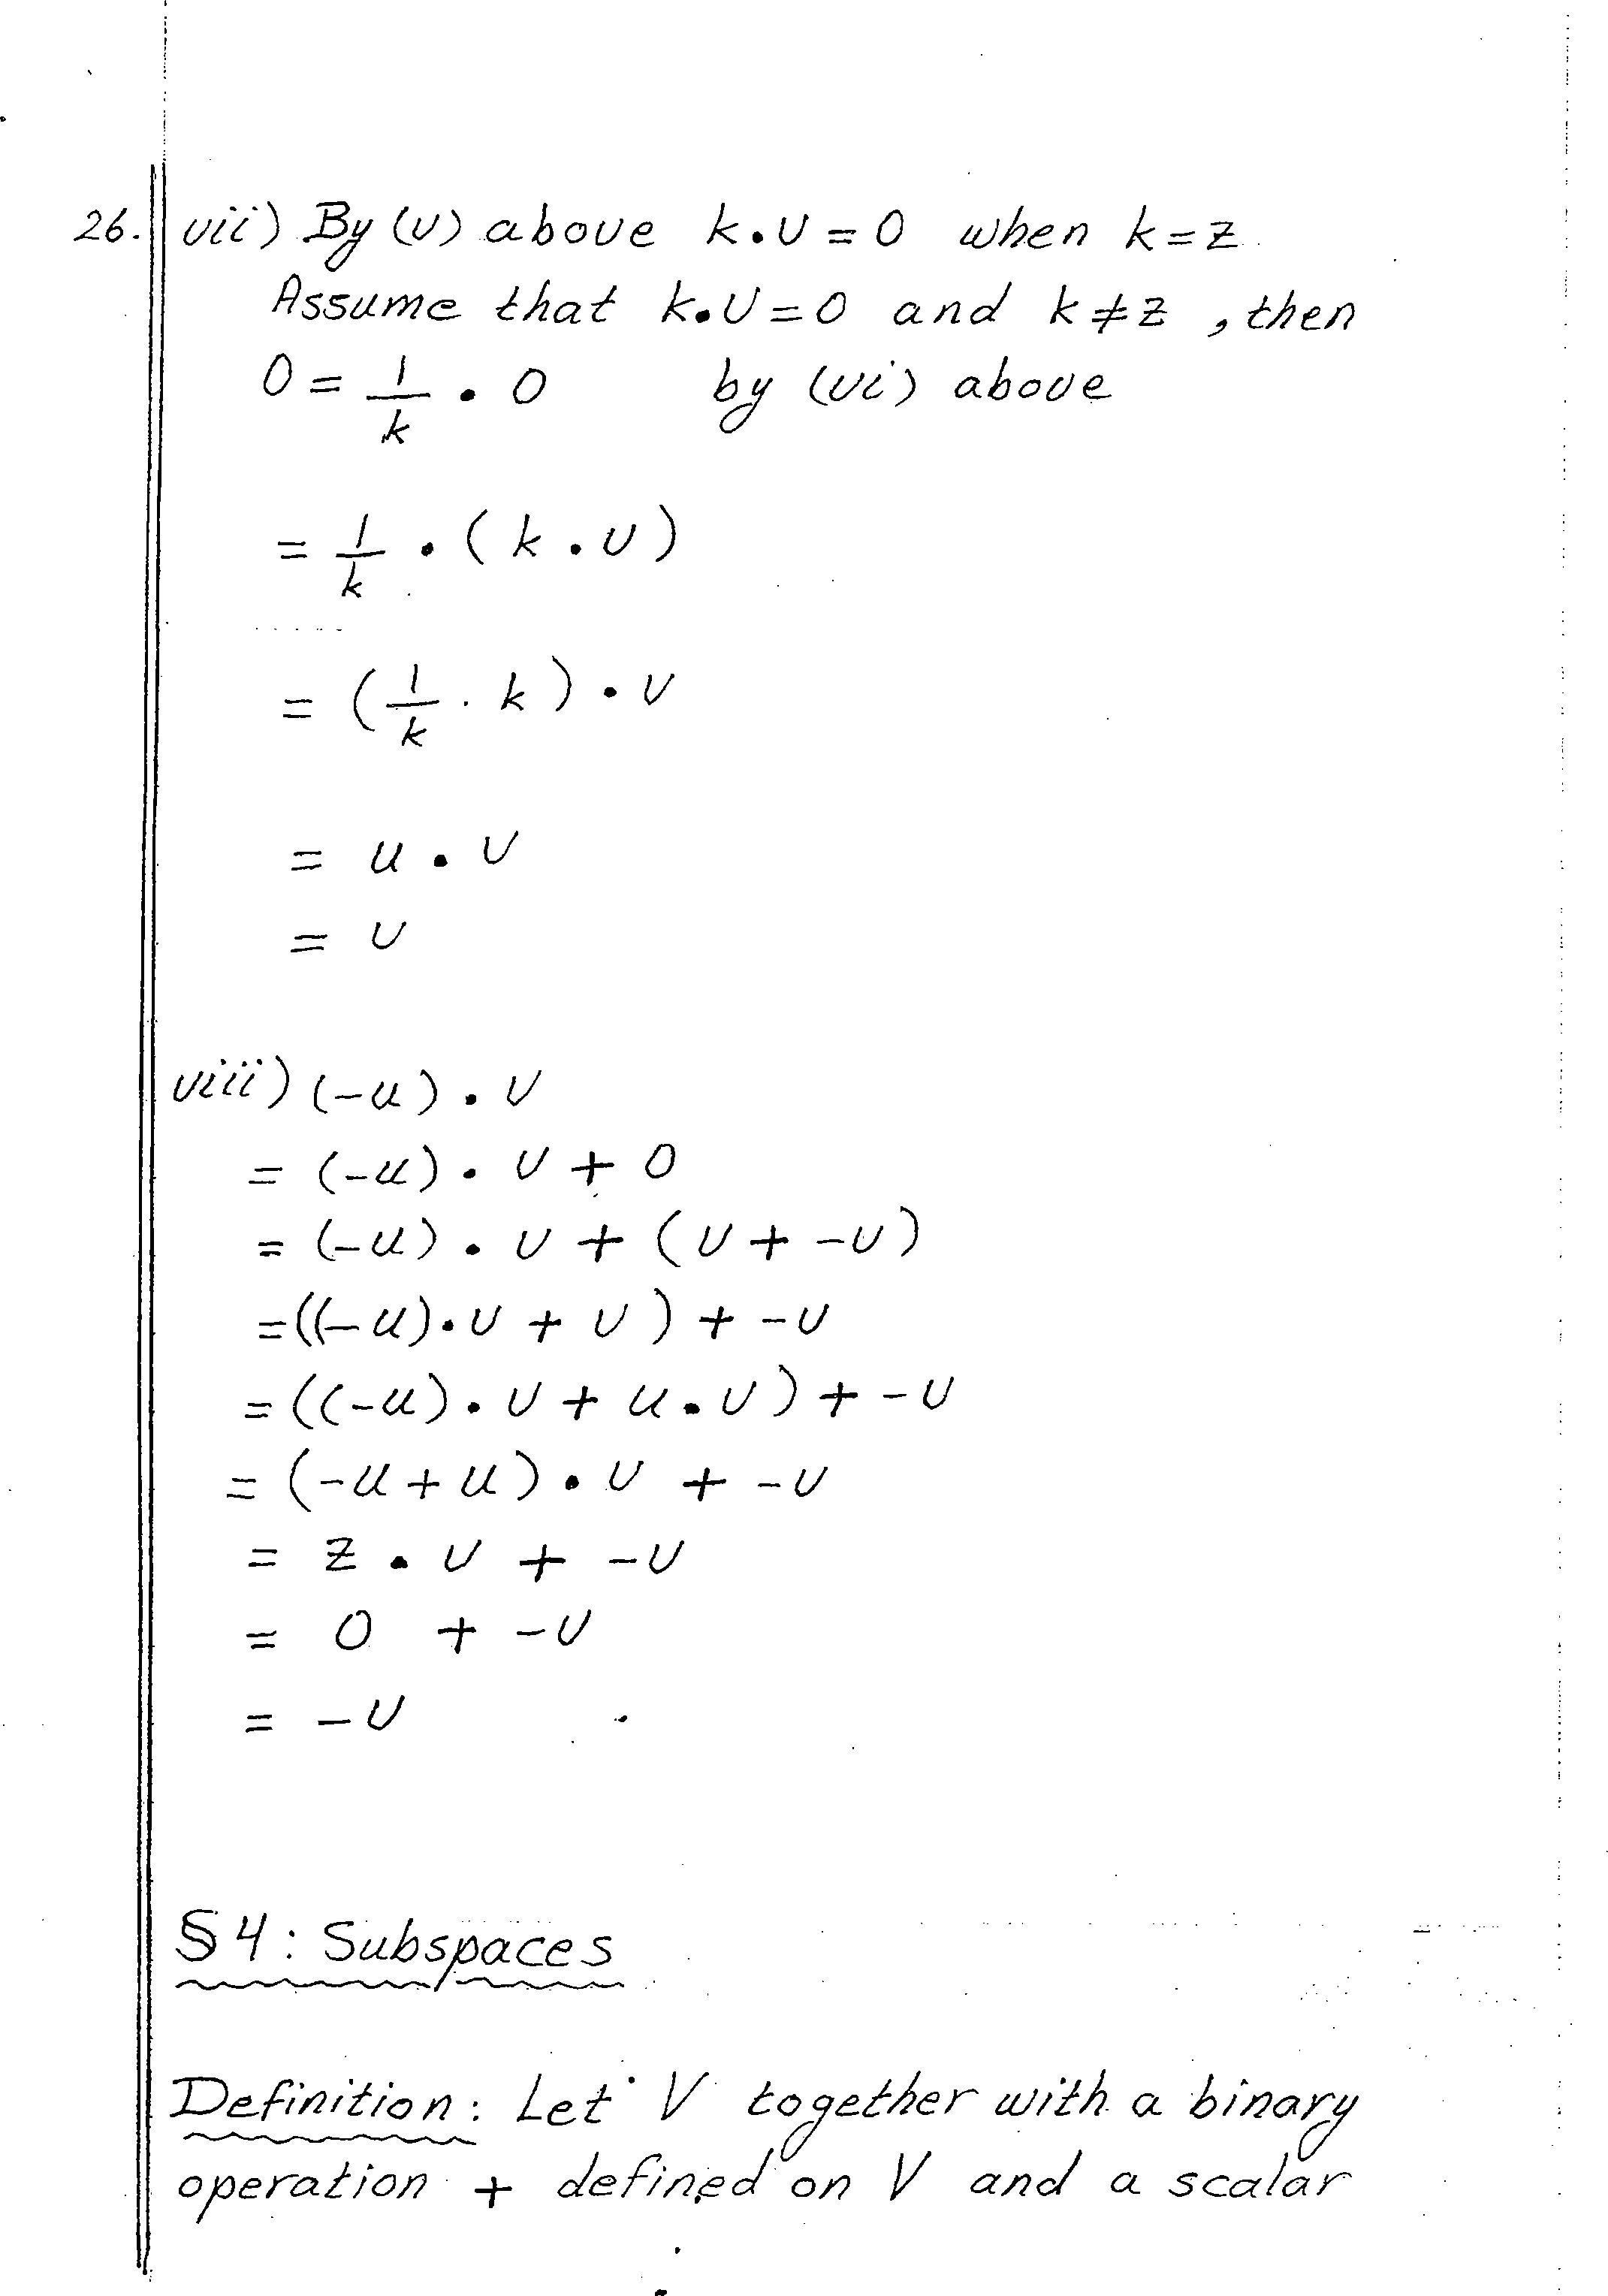 26. vii) By (v) above k.v = 0 when k = z
Assume that k.v = 0 and k ≠ z, then
0 = 1/k . 0 by (vi) above
= 1/k . (k . v)
= (1/k . k) . v
= u . v
= v
viii) (-u) . v
= (-u) . v + 0
= (-u) . v + (v + -v)
= ((-u).v + v) + -v
= ((-u). v + u.v) + -v
= (-u + u) . v + -v
= z . v + -v
= 0 + -v
= -v
§4: Subspaces
Definition: Let V together with a binary
operation + defined on V and a scalar